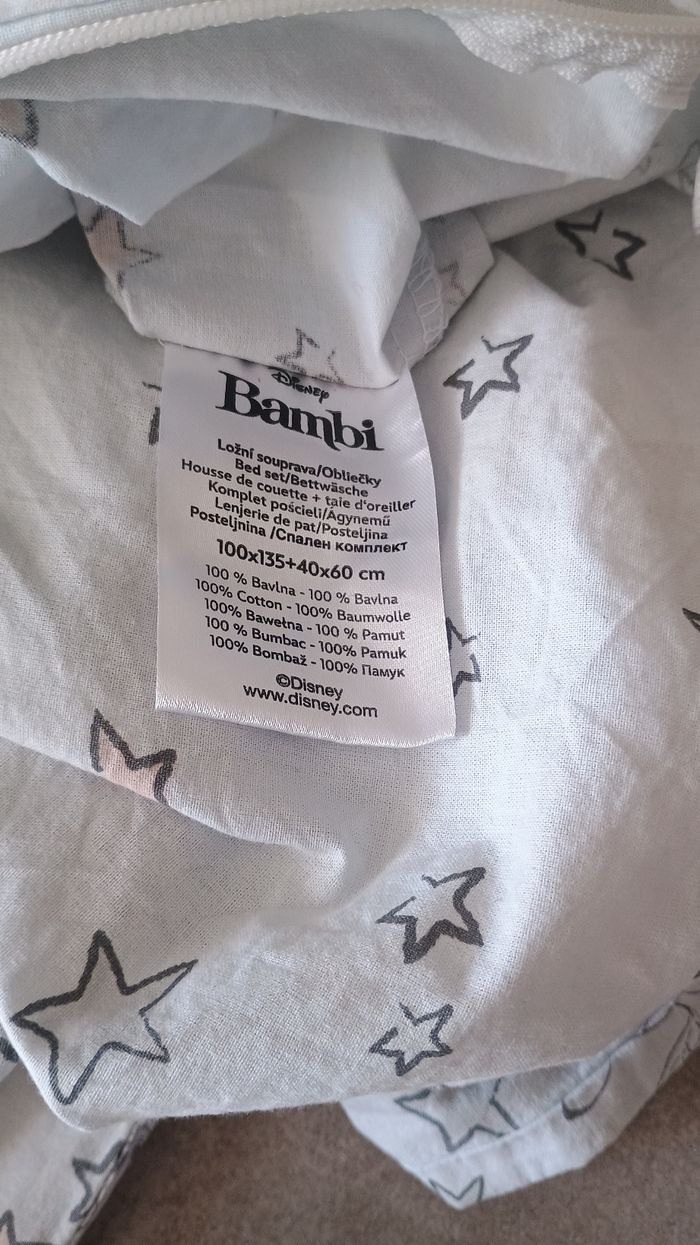 Disney
Bambi
Ložní souprava/Obliečky
Bed set/Bettwäsche
Housse de couette + taie d'oreiller
Komplet pościeli/Ágynemű
Lenjerie de pat/Posteljina
Posteljnina /Спален комплект
100x135+40x60 cm
100 % Bavlna - 100 % Bavlna
100% Cotton - 100% Baumwolle
100% Bawełna - 100 % Pamut
100 % Bumbac - 100% Pamuk
100% Bombaž - 100% Памук
©Disney
www.disney.com